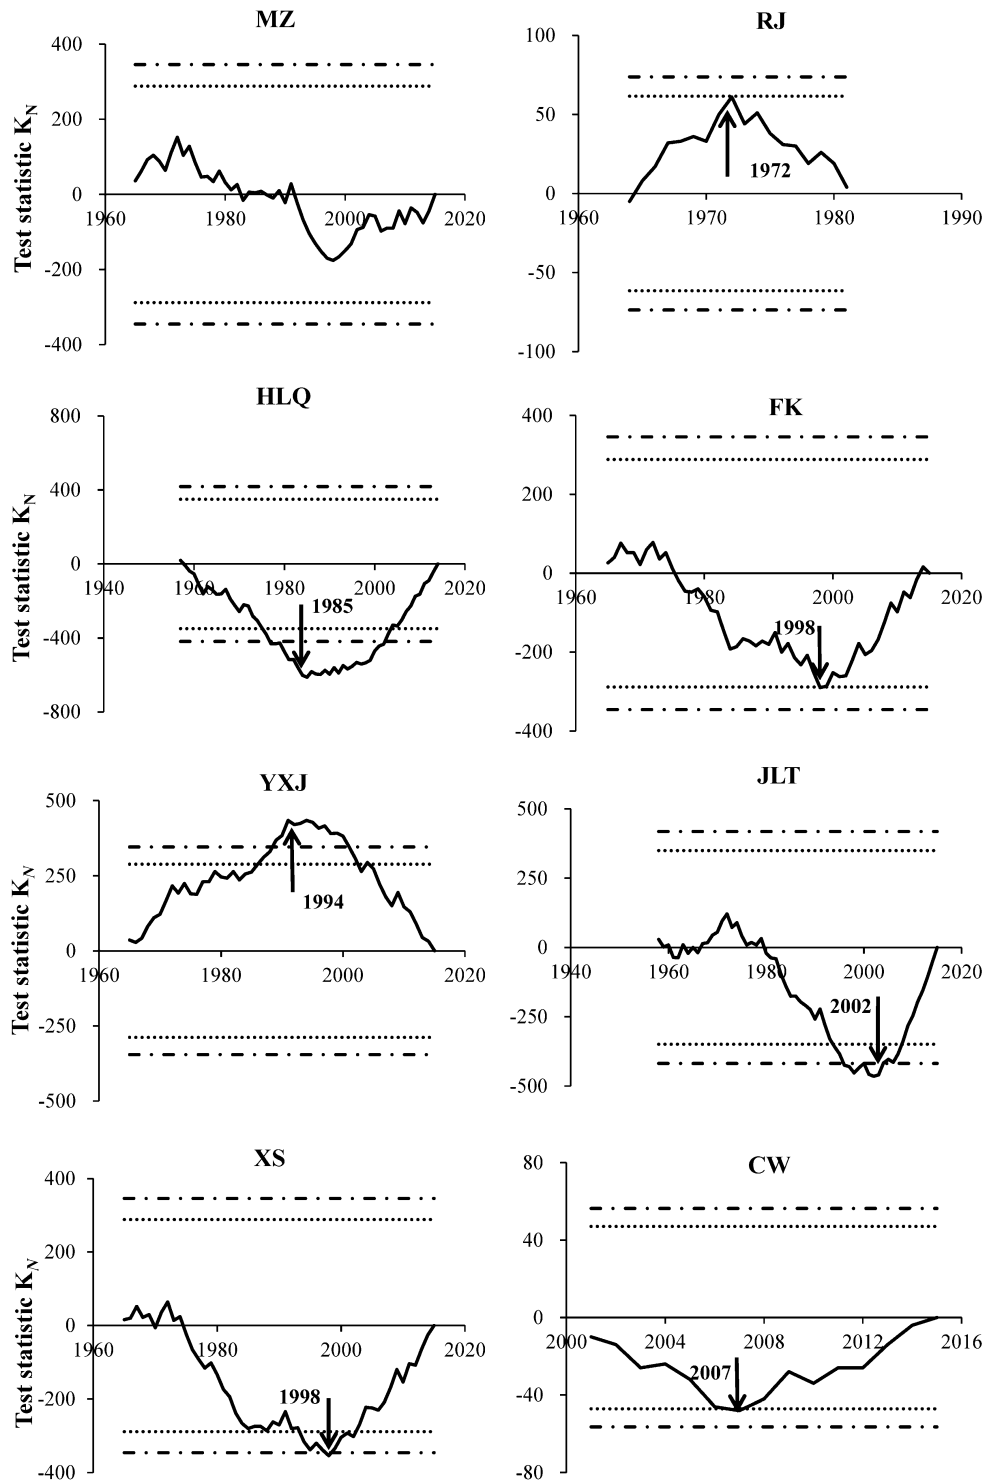 MZ
Test statistic K_N
400
200
0
-200
-400
1960 1980 2000 2020
RJ
100
50
0
-50
-100
1960 1970 1980 1990
1972
HLQ
Test statistic K_N
800
400
0
-400
-800
1940 1960 1980 2000 2020
1985
FK
400
200
0
-200
-400
1960 1980 2000 2020
1998
YXJ
Test statistic K_N
500
250
0
-250
-500
1960 1980 2000 2020
1994
JLT
500
250
0
-250
-500
1940 1960 1980 2000 2020
2002
XS
Test statistic K_N
400
200
0
-200
-400
1960 1980 2000 2020
1998
CW
80
40
0
-40
-80
2000 2004 2008 2012 2016
2007